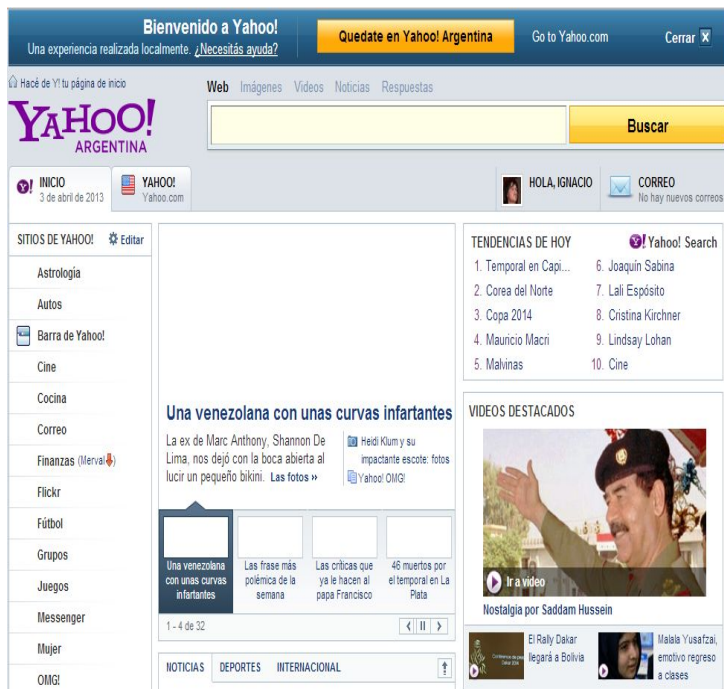 Bienvenido a Yahoo!
Una experiencia realizada localmente. ¿Necesitás ayuda?
Quedate en Yahoo! Argentina
Go to Yahoo.com
Cerrar X
Hacé de Y! tu página de inicio
Web Imágenes Videos Noticias Respuestas
YAHOO!
ARGENTINA
Buscar
INICIO
3 de abril de 2013
YAHOO!
Yahoo.com
HOLA, IGNACIO
CORREO
No hay nuevos correos
SITIOS DE YAHOO! Editar
Astrología
Autos
Barra de Yahoo!
Cine
Cocina
Correo
Finanzas (Merval)
Flickr
Fútbol
Grupos
Juegos
Messenger
Mujer
OMG!
Una venezolana con unas curvas infartantes
La ex de Marc Anthony, Shannon De
Lima, nos dejó con la boca abierta al
lucir un pequeño bikini. Las fotos »
Heidi Klum y su
impactante escote: fotos
Yahoo! OMG!
Una venezolana
con unas curvas
infartantes
Las frase más
polémica de la
semana
Las críticas que
ya le hacen al
papa Francisco
46 muertos por
el temporal en La
Plata
1 - 4 de 32
NOTICIAS DEPORTES INTERNACIONAL
TENDENCIAS DE HOY
Y! Yahoo! Search
1. Temporal en Capi...
2. Corea del Norte
3. Copa 2014
4. Mauricio Macri
5. Malvinas
6. Joaquín Sabina
7. Lali Espósito
8. Cristina Kirchner
9. Lindsay Lohan
10. Cine
VIDEOS DESTACADOS
Ir a video
Nostalgia por Saddam Hussein
El Rally Dakar
llegará a Bolivia
Malala Yusafzai,
emotivo regreso
a clases